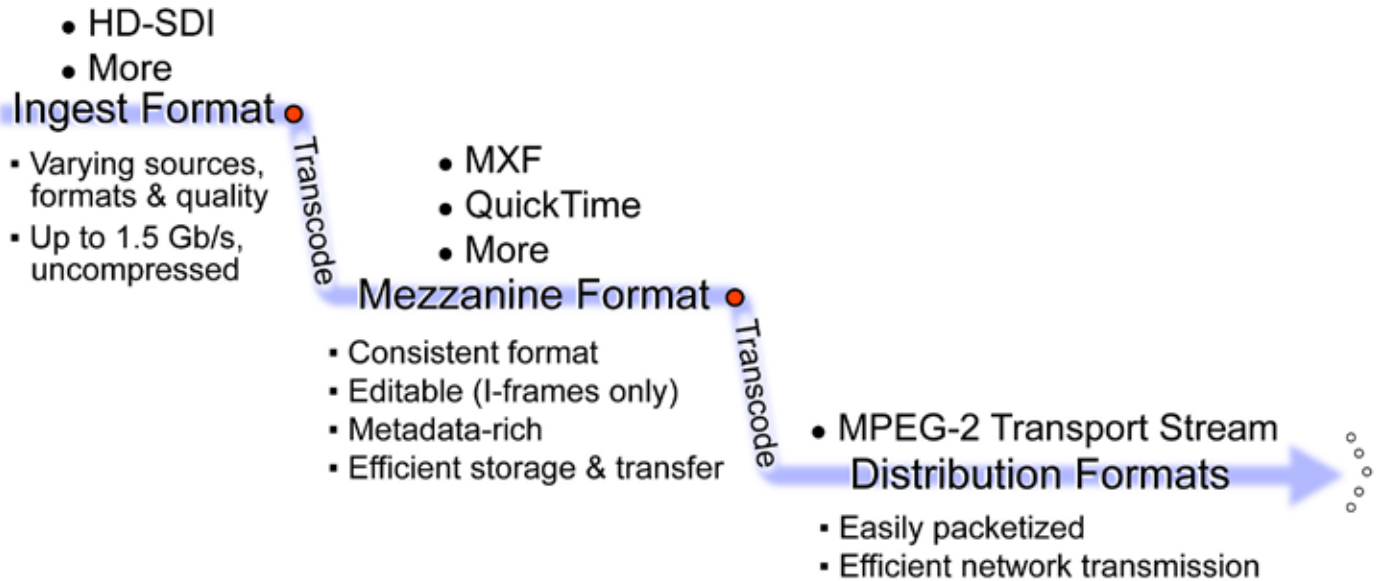 • HD-SDI
• More
Ingest Format
▪ Varying sources,
formats & quality
▪ Up to 1.5 Gb/s,
uncompressed
Transcode
• MXF
• QuickTime
• More
Mezzanine Format
▪ Consistent format
▪ Editable (I-frames only)
▪ Metadata-rich
▪ Efficient storage & transfer
Transcode
• MPEG-2 Transport Stream
Distribution Formats
▪ Easily packetized
▪ Efficient network transmission